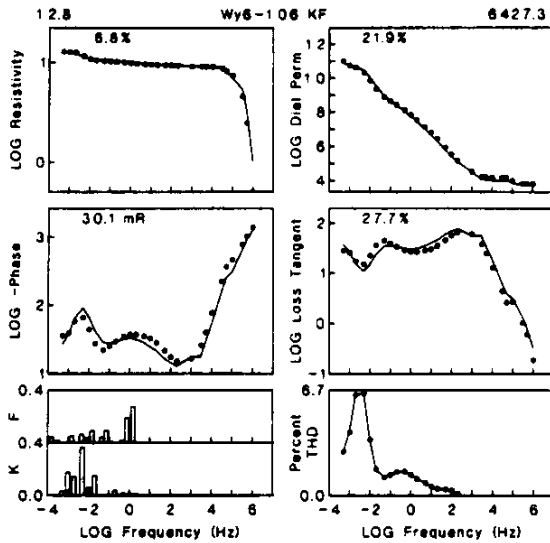 12.8 Wy6-106 KF 6427.3
6.8%
LOG Resistivity
1
0
21.9%
LOG Diel Perm
12
10
8
6
4
30.1 mR
LOG -Phase
3
2
1
27.7%
LOG Loss Tangent
2
1
0
-1
0.4
F
0.4
K
0.0
-4 -2 0 2 4 6
LOG Frequency (Hz)
6.7
Percent
THD
0.0
-4 -2 0 2 4 6
LOG Frequency (Hz)